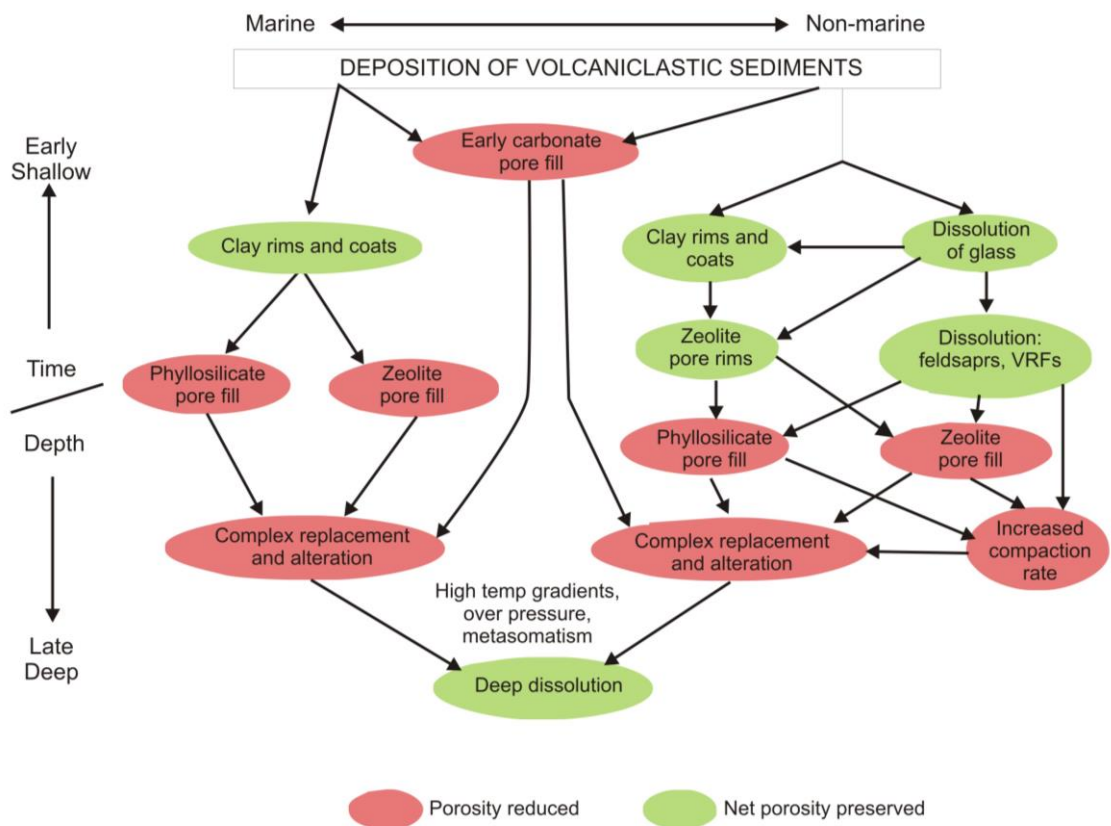 Marine
Non-marine
DEPOSITION OF VOLCANICLASTIC SEDIMENTS
Early
Shallow
Time
Depth
Late
Deep
Early carbonate
pore fill
Clay rims and coats
Phyllosilicate
pore fill
Zeolite
pore fill
Complex replacement
and alteration
Clay rims and
coats
Dissolution
of glass
Zeolite
pore rims
Dissolution:
feldsaprs, VRFs
Phyllosilicate
pore fill
Zeolite
pore fill
Complex replacement
and alteration
Increased
compaction
rate
High temp gradients,
over pressure,
metasomatism
Deep dissolution
Porosity reduced
Net porosity preserved